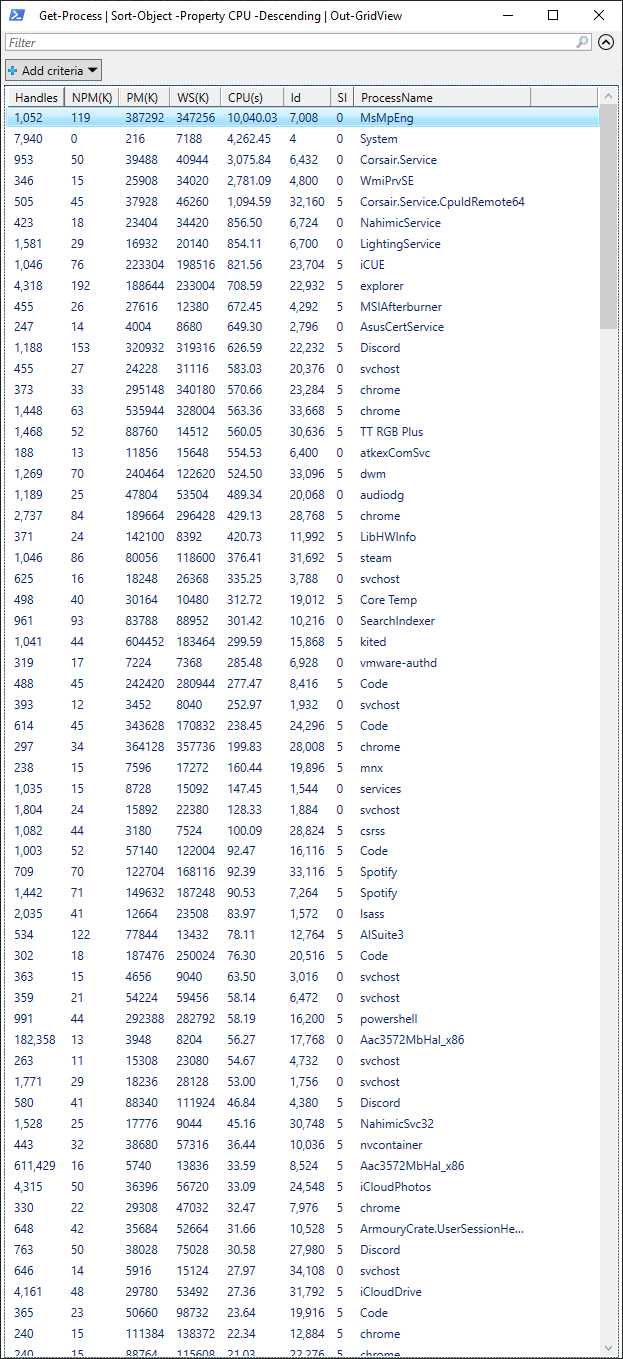 Get-Process | Sort-Object -Property CPU -Descending | Out-GridView
Filter
Add criteria
Handles NPM(K) PM(K) WS(K) CPU(s) Id SI ProcessName
1,052 119 387292 347256 10,040.03 7,008 0 MsMpEng
7,940 0 216 7188 4,262.45 4 0 System
953 50 39488 40944 3,075.84 6,432 0 Corsair.Service
346 15 25908 34020 2,781.09 4,800 0 WmiPrvSE
505 45 37928 46260 1,094.59 32,160 5 Corsair.Service.CpuIdRemote64
423 18 23404 34420 856.50 6,724 0 NahimicService
1,581 29 16932 20140 854.11 6,700 0 LightingService
1,046 76 223304 198516 821.56 23,704 5 iCUE
4,318 192 188644 233004 708.59 22,932 5 explorer
455 26 27616 12380 672.45 4,292 5 MSIAfterburner
247 14 4004 8680 649.30 2,796 0 AsusCertService
1,188 153 320932 319316 626.59 22,232 5 Discord
455 27 24228 31116 583.03 20,376 0 svchost
373 33 295148 340180 570.66 23,284 5 chrome
1,448 63 535944 328004 563.36 33,668 5 chrome
1,468 52 88760 14512 560.05 30,636 5 TT RGB Plus
188 13 11856 15648 554.53 6,400 0 atkexComSvc
1,269 70 240464 122620 524.50 33,096 5 dwm
1,189 25 47804 53504 489.34 20,068 0 audiodg
2,737 84 189664 296428 429.13 28,768 5 chrome
371 24 142100 8392 420.73 11,992 5 LibHWInfo
1,046 86 80056 118600 376.41 31,692 5 steam
625 16 18248 26368 335.25 3,788 0 svchost
498 40 30164 10480 312.72 19,012 5 Core Temp
961 93 83788 88952 301.42 10,216 0 SearchIndexer
1,041 44 604452 183464 299.59 15,868 5 kited
319 17 7224 7368 285.48 6,928 0 vmware-authd
488 45 242420 280944 277.47 8,416 5 Code
393 12 3452 8040 252.97 1,932 0 svchost
614 45 343628 170832 238.45 24,296 5 Code
297 34 364128 357736 199.83 28,008 5 chrome
238 15 7596 17272 160.44 19,896 5 mnx
1,035 15 8728 15092 147.45 1,544 0 services
1,804 24 15892 22380 128.33 1,884 0 svchost
1,082 44 3180 7524 100.09 28,824 5 csrss
1,003 52 57140 122004 92.47 16,116 5 Code
709 70 122704 168116 92.39 33,116 5 Spotify
1,442 71 149632 187248 90.53 7,264 5 Spotify
2,035 41 12664 23508 83.97 1,572 0 lsass
534 122 77844 13432 78.11 12,764 5 AISuite3
302 18 187476 250024 76.30 20,516 5 Code
363 15 4656 9040 63.50 3,016 0 svchost
359 21 54224 59456 58.14 6,472 0 svchost
991 44 292388 282792 58.19 16,200 5 powershell
182,358 13 3948 8204 56.27 17,768 0 Aac3572MbHal_x86
263 11 15308 23080 54.67 4,732 0 svchost
1,771 29 18236 28128 53.00 1,756 0 svchost
580 41 88340 111924 46.84 4,380 5 Discord
1,528 25 17776 9044 45.16 30,748 5 NahimicSvc32
443 32 38680 57316 36.44 10,036 5 nvcontainer
611,429 16 5740 13836 33.59 8,524 5 Aac3572MbHal_x86
4,315 50 36396 56720 33.09 24,548 5 iCloudPhotos
330 22 29308 47032 32.47 7,976 5 chrome
648 42 35684 52664 31.66 10,528 5 ArmouryCrate.UserSessionHe...
763 50 38028 75028 30.58 27,980 5 Discord
646 14 5916 15124 27.97 34,108 0 svchost
4,161 48 29780 53492 27.36 31,792 5 iCloudDrive
365 23 50660 98732 23.64 19,916 5 Code
240 15 111384 138372 22.34 12,884 5 chrome
240 15 88764 115608 21.03 22,276 5 chrome